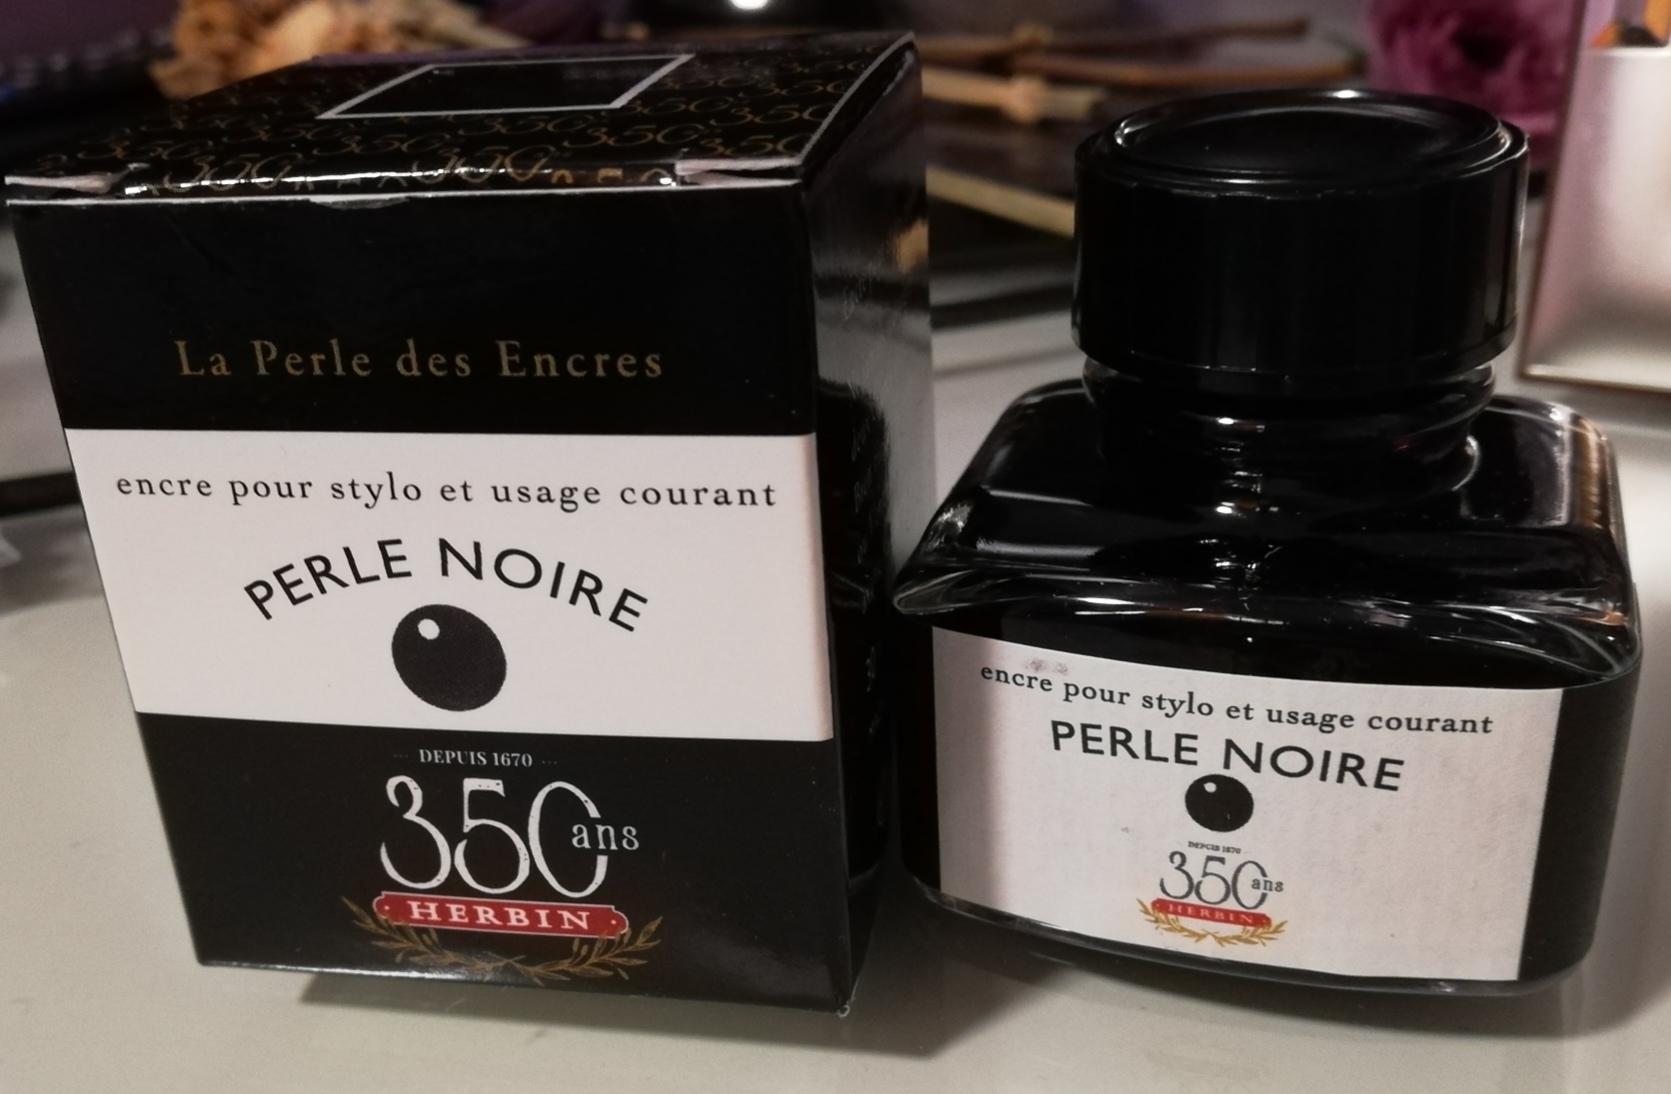 La Perle des Encres
encre pour stylo et usage courant
PERLE NOIRE
DEPUIS 1670
350 ans
HERBIN
encre pour stylo et usage courant
PERLE NOIRE
DEPUIS 1670
350 ans
HERBIN